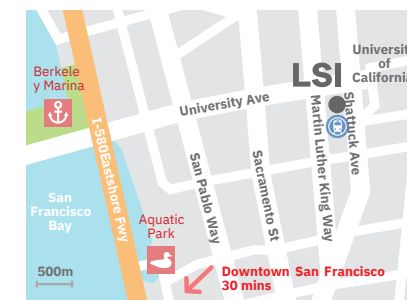 University
of
California
LSI
Berkele
y Marina
University Ave
I-580Eastshore Fwy
San Pablo Way
Sacramento St
Martin Luther King Way
Shattuck Ave
San
Francisco
Bay
Aquatic
Park
500m
Downtown San Francisco
30 mins